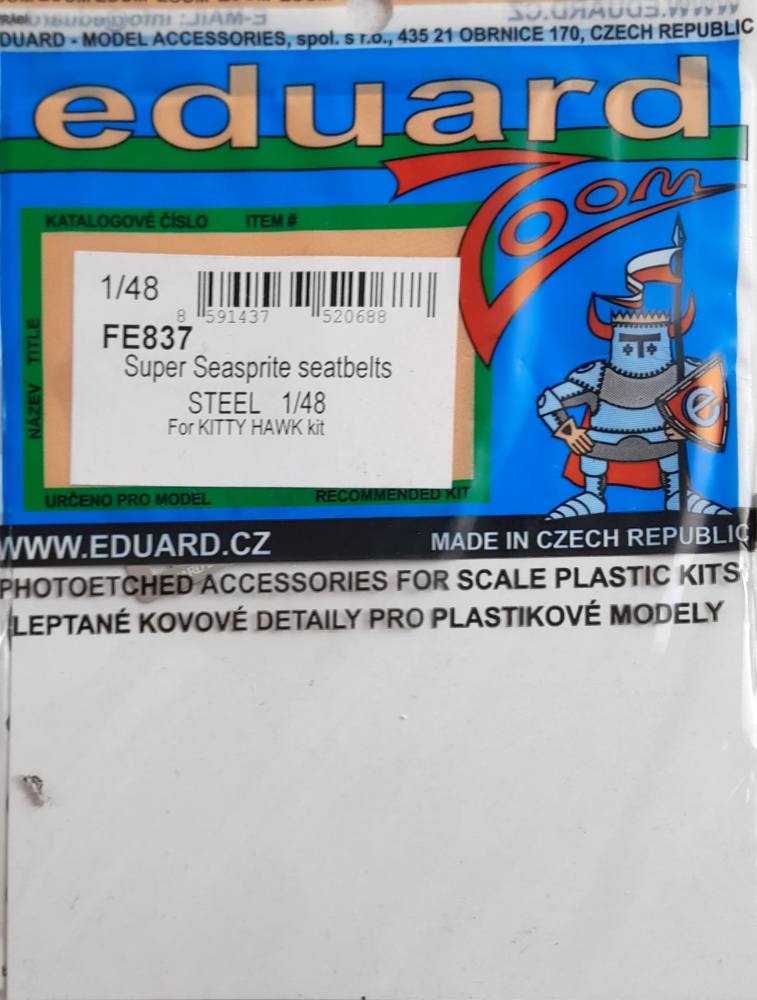 DUARD - MODEL ACCESSORIES, spol. s r.o., 435 21 OBRNICE 170, CZECH REPUBLIC
eduard
Zoom
KATALOGOVÉ ČÍSLO ITEM #
1/48
8 591437 520688
FE837
Super Seasprite seatbelts
STEEL 1/48
For KITTY HAWK kit
NÁZEV TITLE
e
URČENO PRO MODEL RECOMMENDED KIT
WWW.EDUARD.CZ MADE IN CZECH REPUBLIC
PHOTOETCHED ACCESSORIES FOR SCALE PLASTIC KITS
LEPTANÉ KOVOVÉ DETAILY PRO PLASTIKOVÉ MODELY